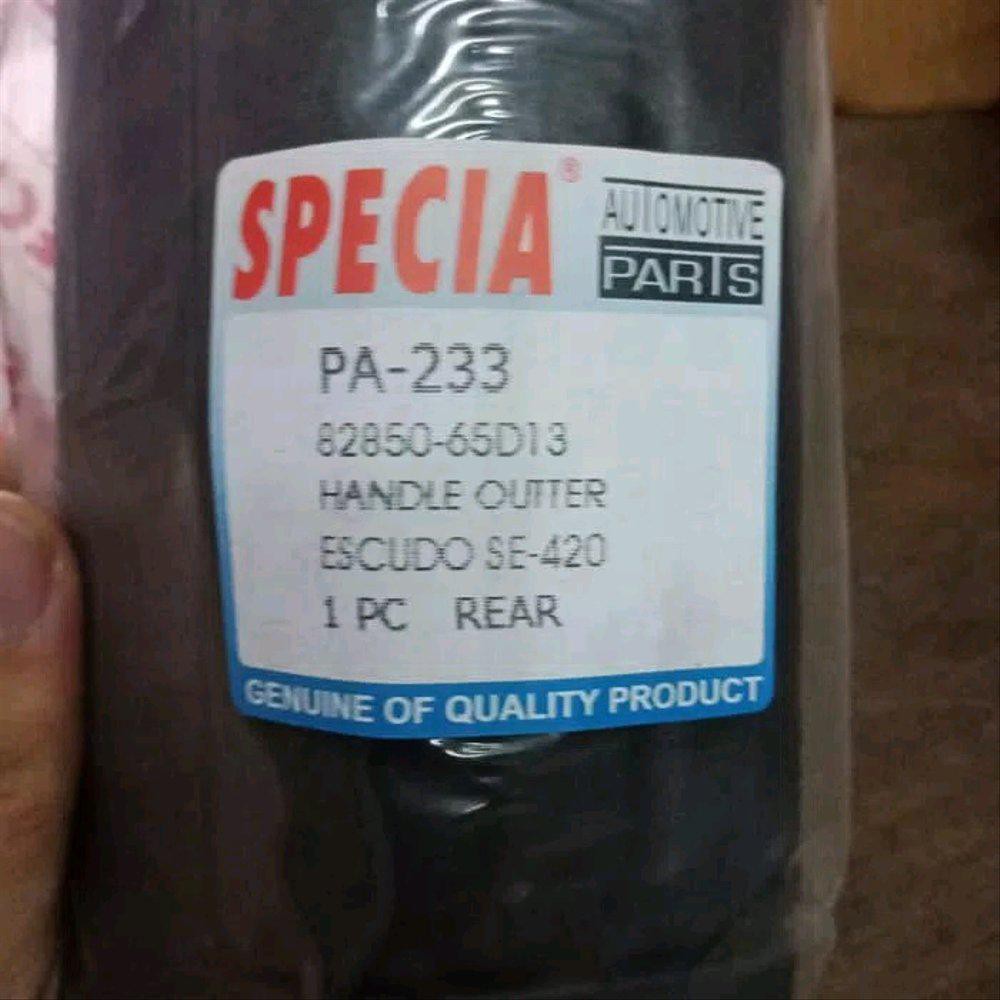 SPECIA®
AUTOMOTIVE
PARTS
PA-233
82850-65D13
HANDLE OUTTER
ESCUDO SE-420
1 PC REAR
GENUINE OF QUALITY PRODUCT